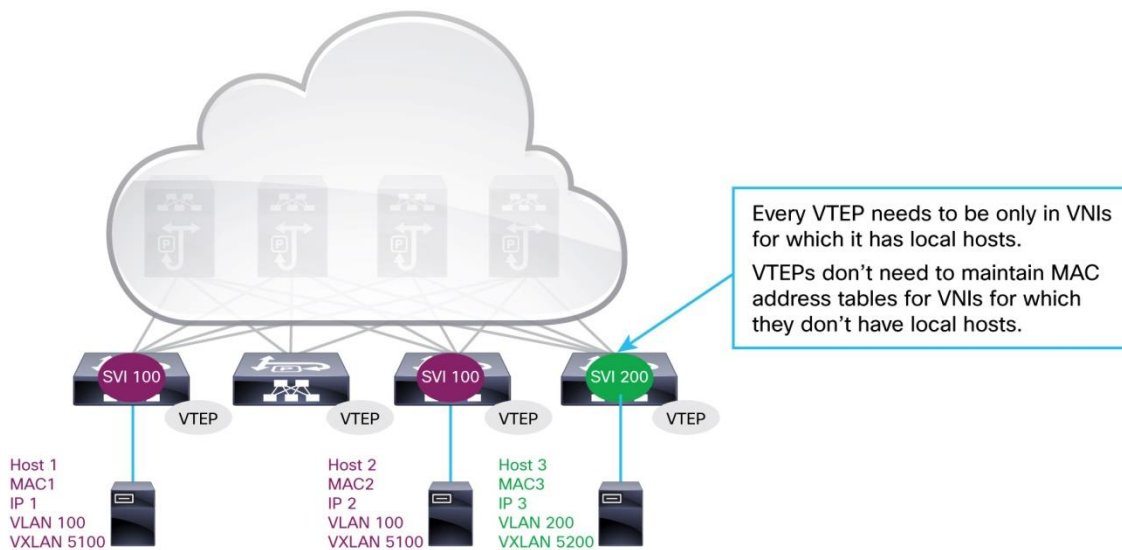 Every VTEP needs to be only in VNIs
for which it has local hosts.
VTEPs don't need to maintain MAC
address tables for VNIs for which
they don't have local hosts.
P
P
P
P
SVI 100
P
SVI 100
SVI 200
VTEP
VTEP
VTEP
VTEP
Host 1
MAC1
IP 1
VLAN 100
VXLAN 5100
Host 2
MAC2
IP 2
VLAN 100
VXLAN 5100
Host 3
MAC3
IP 3
VLAN 200
VXLAN 5200